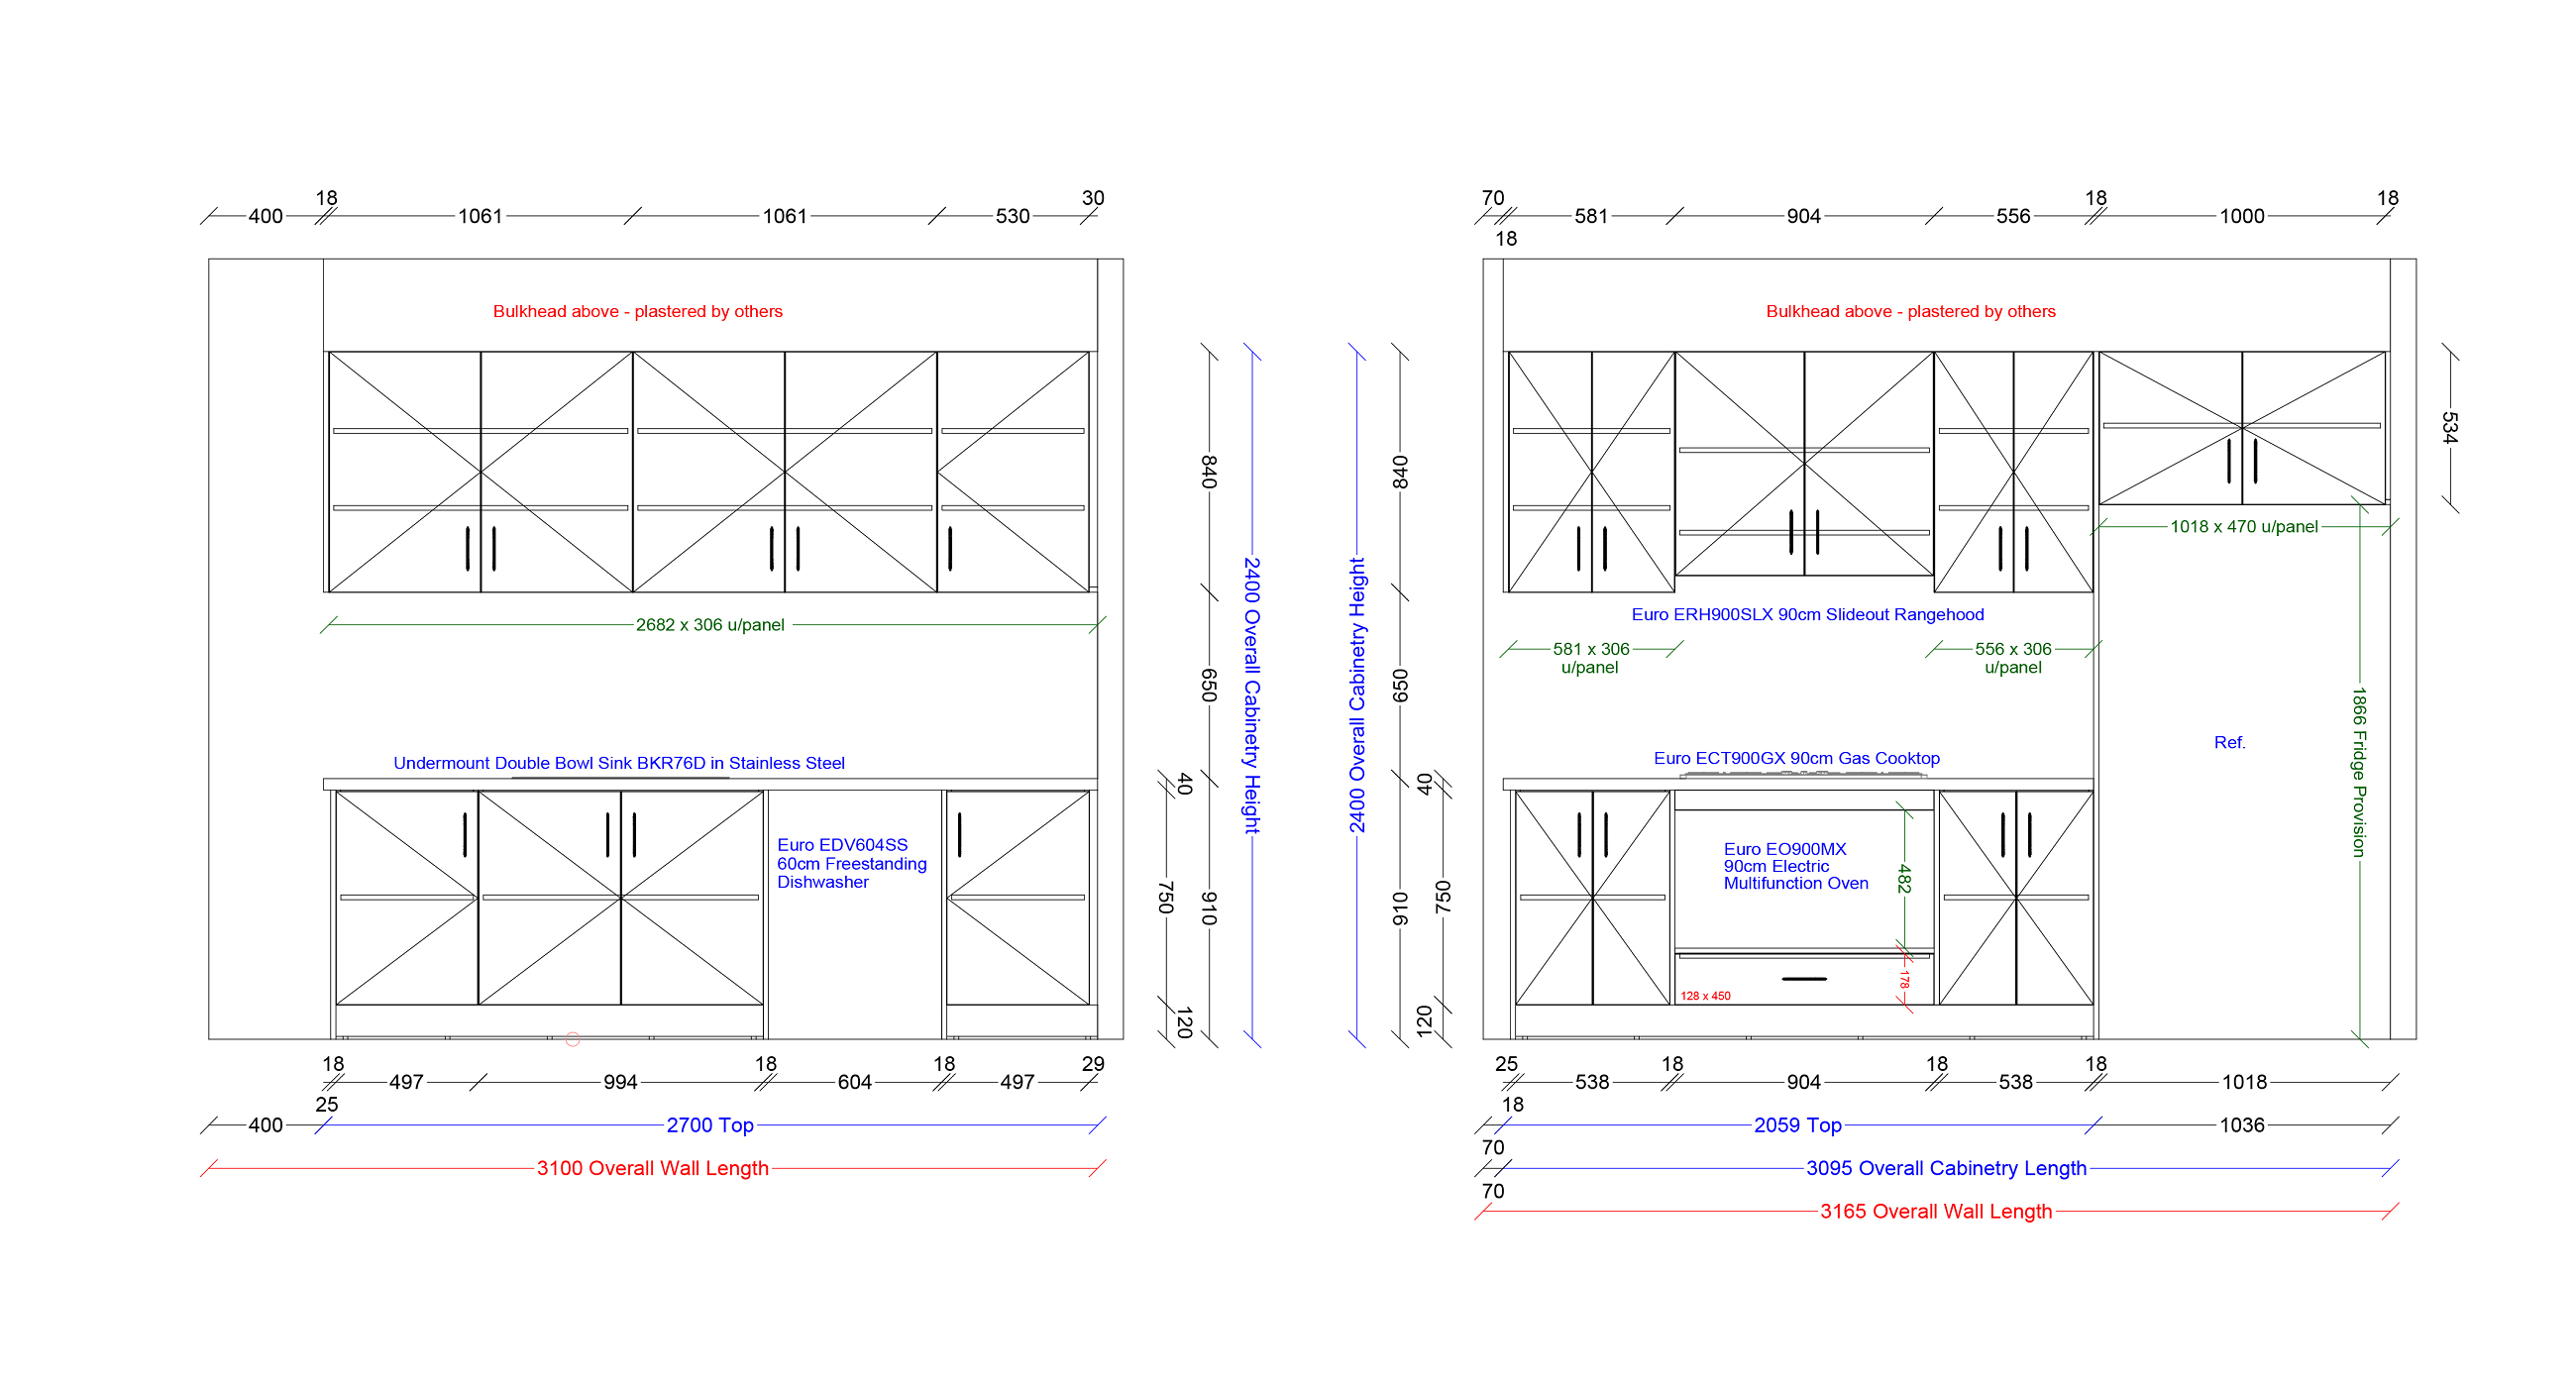 18
30
400
1061
1061
530
Bulkhead above - plastered by others
2682 x 306 u/panel
Undermount Double Bowl Sink BKR76D in Stainless Steel
Euro EDV604SS
60cm Freestanding
Dishwasher
840
650
910
40
750
120
2400 Overall Cabinetry Height
18
18
18
29
497
994
604
497
25
400
2700 Top
3100 Overall Wall Length
70
18
18
581
904
556
1000
18
Bulkhead above - plastered by others
534
1018 x 470 u/panel
Euro ERH900SLX 90cm Slideout Rangehood
581 x 306
u/panel
556 x 306
u/panel
1866 Fridge Provision
Ref.
Euro ECT900GX 90cm Gas Cooktop
Euro EO900MX
90cm Electric
Multifunction Oven
482
178
128 x 450
2400 Overall Cabinetry Height
840
650
910
40
750
120
25
18
18
18
538
904
538
1018
18
2059 Top
1036
70
3095 Overall Cabinetry Length
70
3165 Overall Wall Length